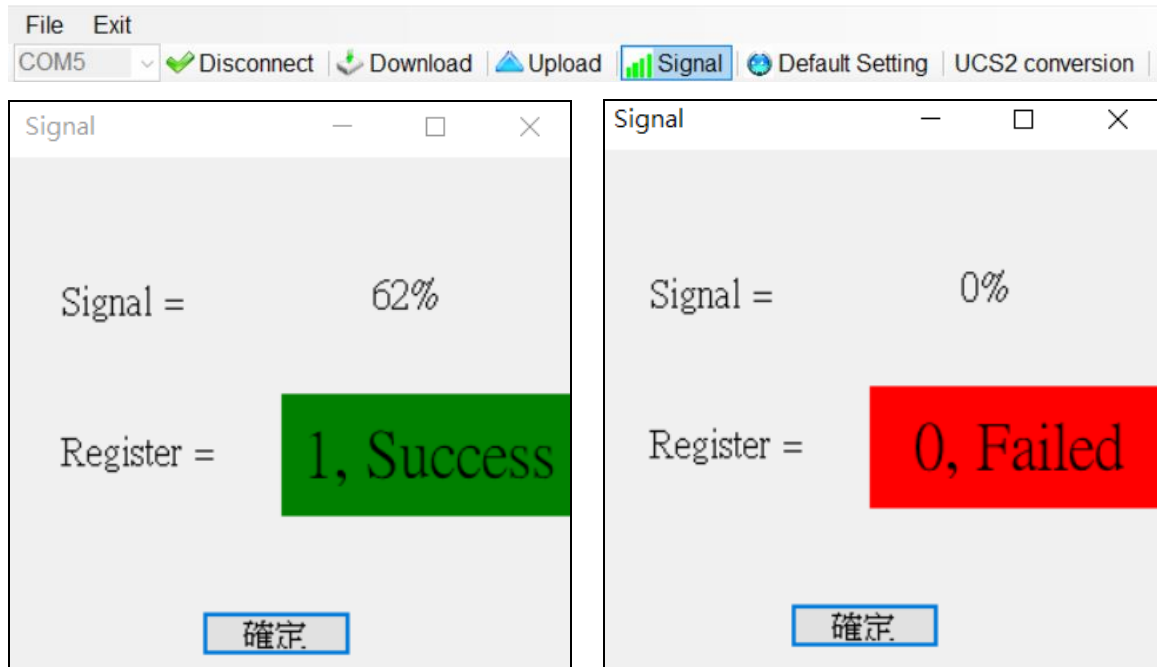 File Exit
COM5 Disconnect Download Upload Signal Default Setting UCS2 conversion
Signal
Signal = 62%
Register = 1, Success
確定
Signal
Signal = 0%
Register = 0, Failed
確定